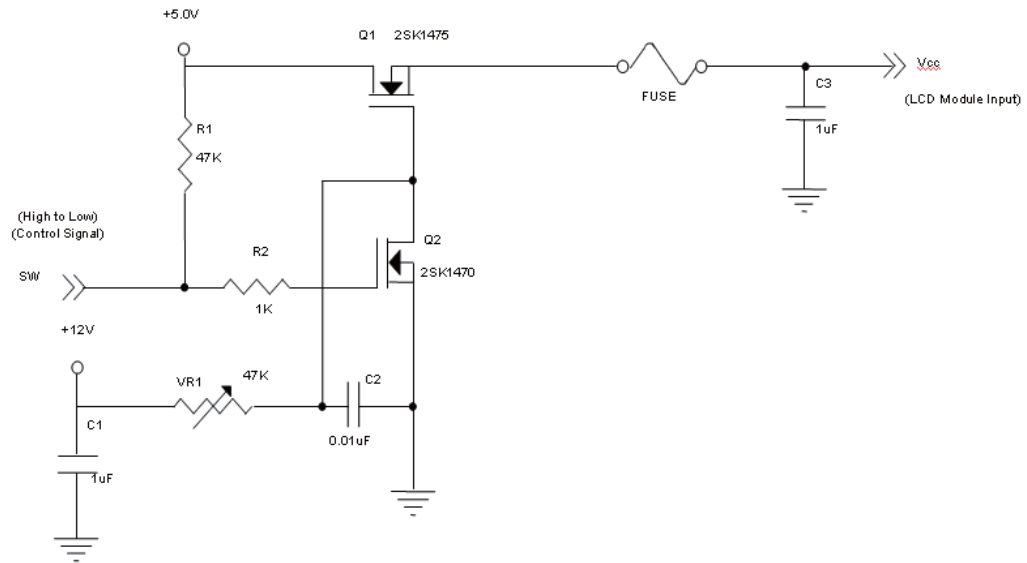 +5.0V
Q1 2SK1475
Vcc
FUSE
C3
(LCD Module Input)
R1
1uF
47K
(High to Low)
(Control Signal)
Q2
R2
2SK1470
SW
1K
+12V
VR1
47K
C2
C1
0.01uF
1uF